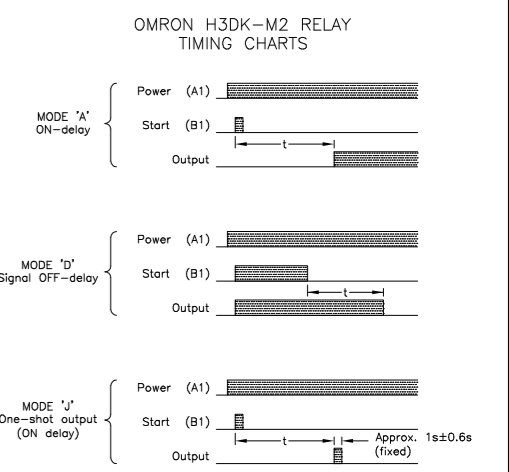 OMRON H3DK-M2 RELAY
TIMING CHARTS
MODE 'A'
ON-delay
Power (A1)
Start (B1)
t
Output
MODE 'D'
Signal OFF-delay
Power (A1)
Start (B1)
t
Output
MODE 'J'
One-shot output
(ON delay)
Power (A1)
Start (B1)
t
Approx. 1s±0.6s
(fixed)
Output